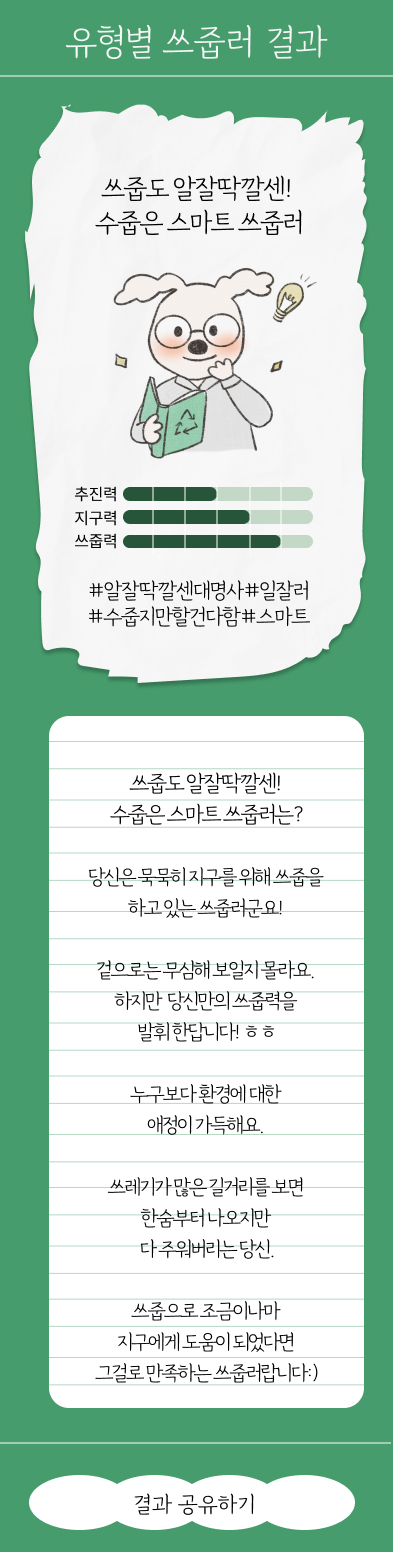 유형별 쓰줍러 결과
쓰줍도 알잘딱깔센!
수줍은 스마트 쓰줍러
추진력
지구력
쓰줍력
#알잘딱깔센대명사#일잘러
#수줍지만할건다함#스마트
쓰줍도 알잘딱깔센!
수줍은 스마트 쓰줍러는?
당신은 묵묵히 지구를 위해 쓰줍을
하고 있는 쓰줍러군요!
겉으로는 무심해 보일지 몰라요.
하지만 당신만의 쓰줍력을
발휘한답니다! ㅎㅎ
누구보다 환경에 대한
애정이 가득해요.
쓰레기가 많은 길거리를 보면
한숨부터 나오지만
다 주워버리는 당신.
쓰줍으로 조금이나마
지구에게 도움이 되었다면
그걸로 만족하는 쓰줍러랍니다:)
결과 공유하기